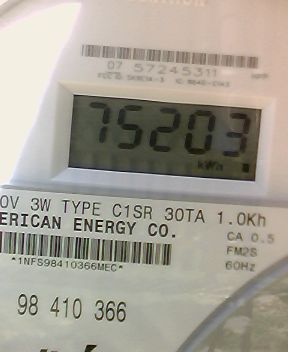 07 57245311
75203
kWh
0V 3W TYPE C1SR 30TA 1.0Kh
ERICAN ENERGY CO.
CA 0.5
FM2S
*1NFS98410366MEC*
60Hz
98 410 366